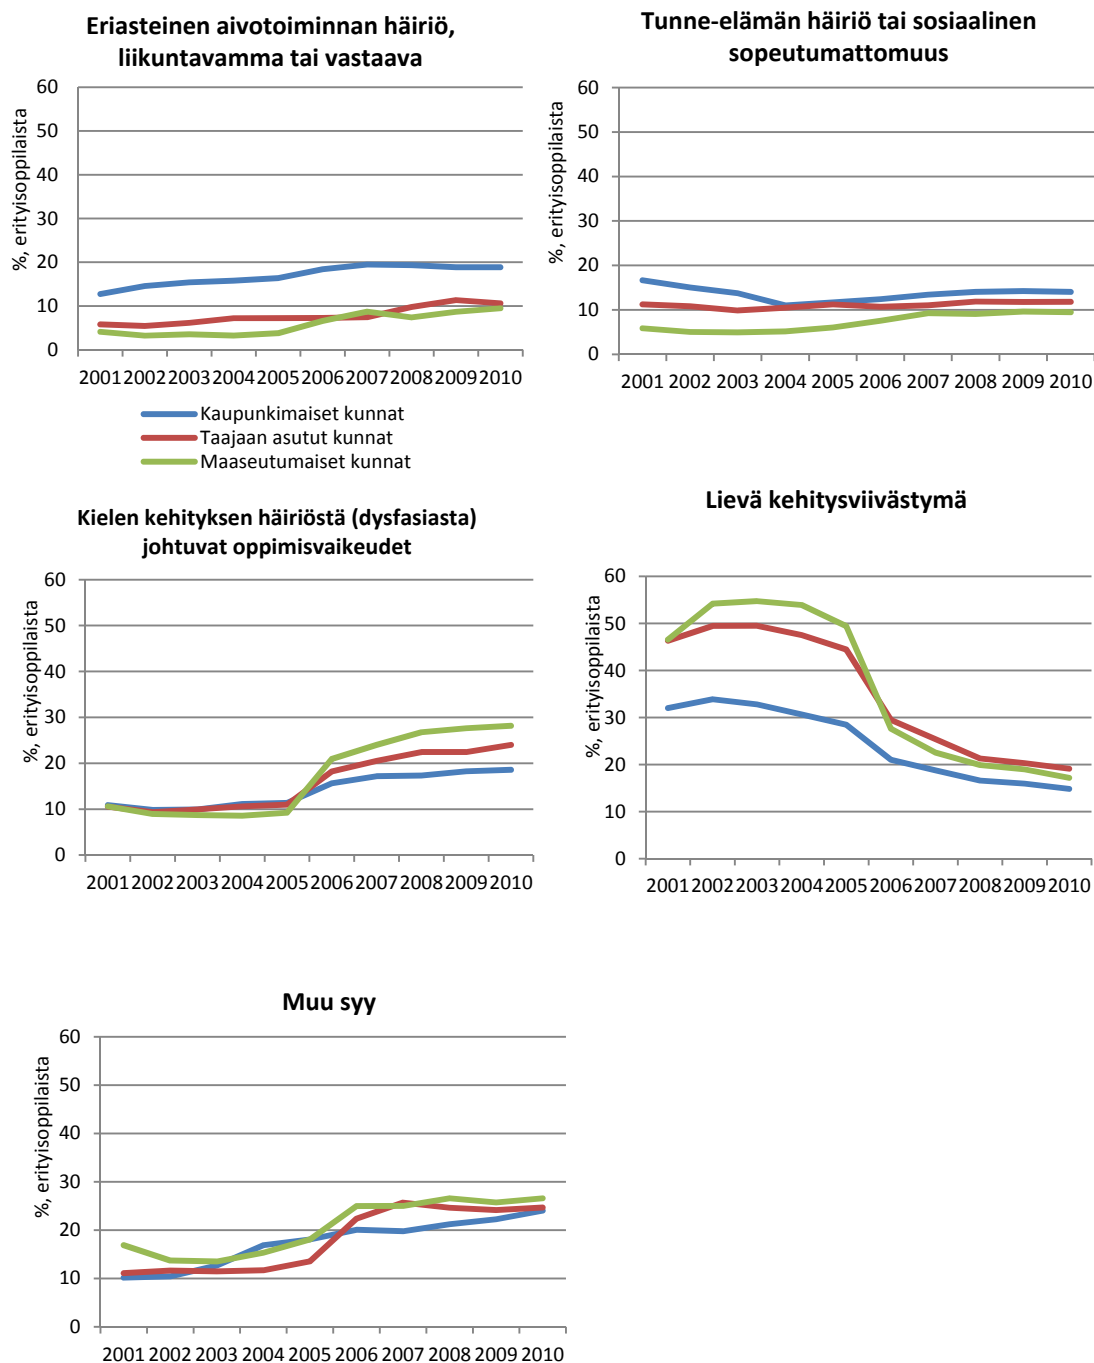 Eriasteinen aivotoiminnan häiriö,
liikuntavamma tai vastaava
%, erityisoppilaista
60
50
40
30
20
10
0
2001 2002 2003 2004 2005 2006 2007 2008 2009 2010
Kaupunkimaiset kunnat
Taajaan asutut kunnat
Maaseutumaiset kunnat
Tunne-elämän häiriö tai sosiaalinen
sopeutumattomuus
%, erityisoppilaista
60
50
40
30
20
10
0
2001 2002 2003 2004 2005 2006 2007 2008 2009 2010
Kielen kehityksen häiriöstä (dysfasiasta)
johtuvat oppimisvaikeudet
%, erityisoppilaista
60
50
40
30
20
10
0
2001 2002 2003 2004 2005 2006 2007 2008 2009 2010
Lievä kehitysviivästymä
%, erityisoppilaista
60
50
40
30
20
10
0
2001 2002 2003 2004 2005 2006 2007 2008 2009 2010
Muu syy
%, erityisoppilaista
60
50
40
30
20
10
0
2001 2002 2003 2004 2005 2006 2007 2008 2009 2010